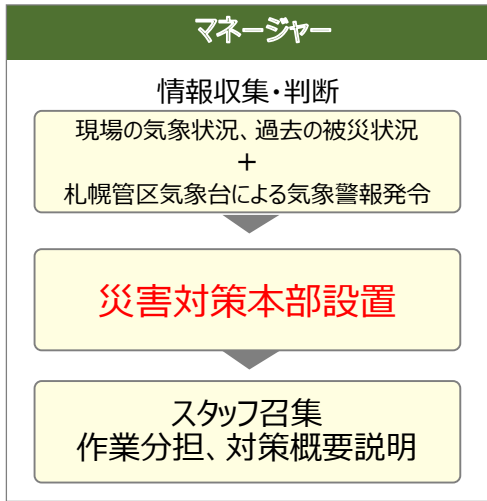 マネージャー
情報収集・判断
現場の気象状況、過去の被災状況
+
札幌管区気象台による気象警報発令
災害対策本部設置
スタッフ召集
作業分担、対策概要説明